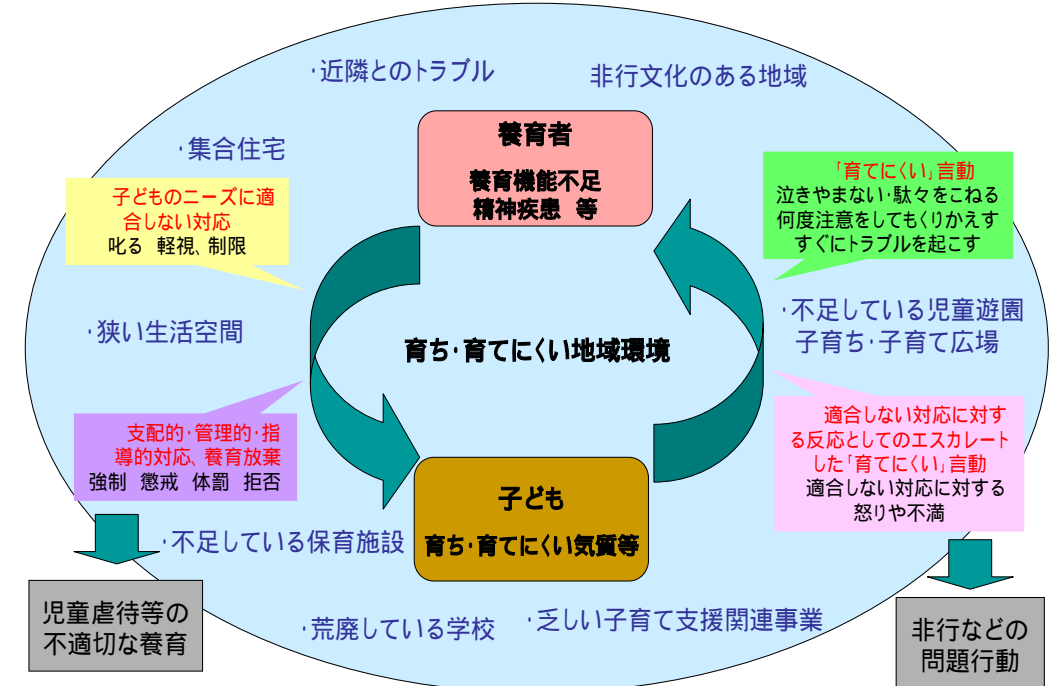 ・近隣とのトラブル
非行文化のある地域
養育者
養育機能不足
精神疾患 等
・集合住宅
子どものニーズに適
合しない対応
叱る 軽視、制限
「育てにくい」言動
泣きやまない・駄々をこねる
何度注意をしてもくりかえす
すぐにトラブルを起こす
・狭い生活空間
育ち・育てにくい地域環境
・不足している児童遊園
子育ち・子育て広場
支配的・管理的・指
導的対応、養育放棄
強制 懲戒 体罰 拒否
適合しない対応に対す
る反応としてのエスカレート
した「育てにくい」言動
適合しない対応に対する
怒りや不満
子ども
育ち・育てにくい気質等
・不足している保育施設
児童虐待等の
不適切な養育
・荒廃している学校
・乏しい子育て支援関連事業
非行などの
問題行動